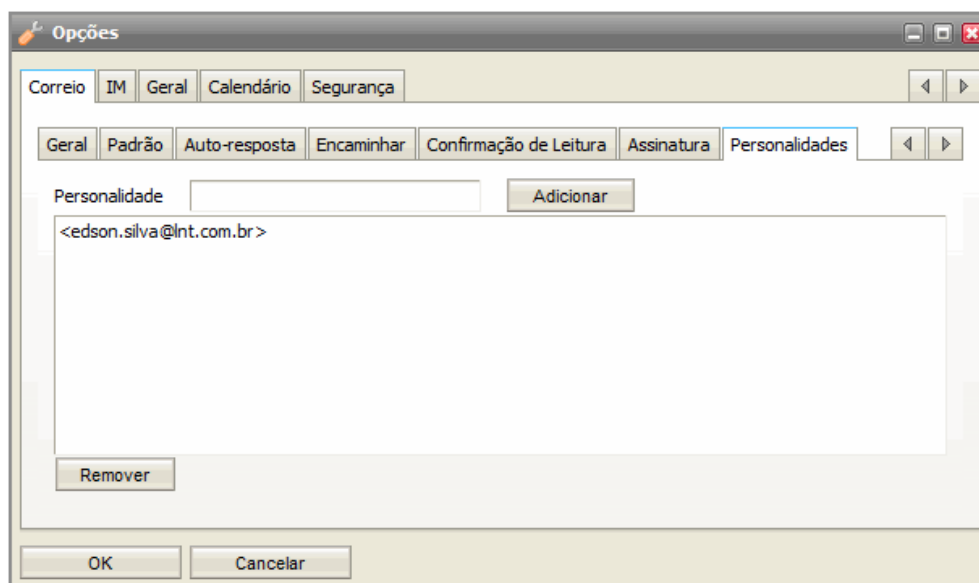 Opções
Correio IM Geral Calendário Segurança
Geral Padrão Auto-resposta Encaminhar Confirmação de Leitura Assinatura Personalidades
Personalidade Adicionar
<edson.silva@lnt.com.br>
Remover
OK Cancelar